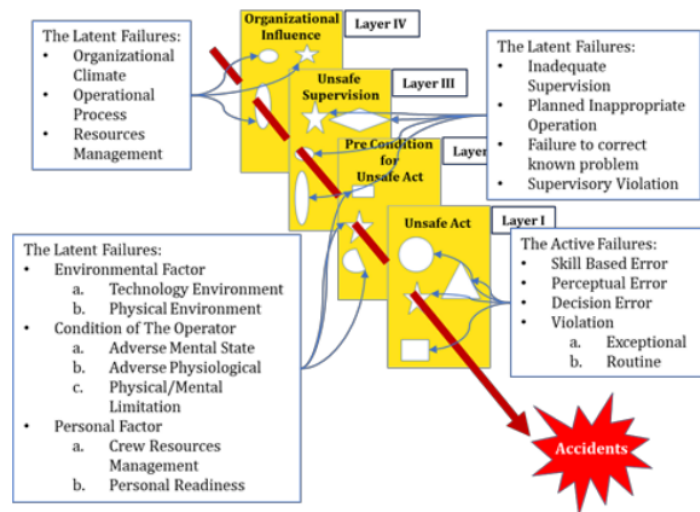 Organizational
Influence
Layer IV
The Latent Failures:
• Organizational
Climate
• Operational
Process
• Resources
Management
Unsafe
Supervision
Layer III
The Latent Failures:
• Inadequate
Supervision
• Planned Inappropriate
Operation
• Failure to correct
known problem
• Supervisory Violation
Pre Condition
for
Unsafe Act
Layer
Unsafe Act
Layer I
The Latent Failures:
• Environmental Factor
a. Technology Environment
b. Physical Environment
• Condition of The Operator
a. Adverse Mental State
b. Adverse Physiological
c. Physical/Mental
Limitation
• Personal Factor
a. Crew Resources
Management
b. Personal Readiness
The Active Failures:
• Skill Based Error
• Perceptual Error
• Decision Error
• Violation
a. Exceptional
b. Routine
Accidents